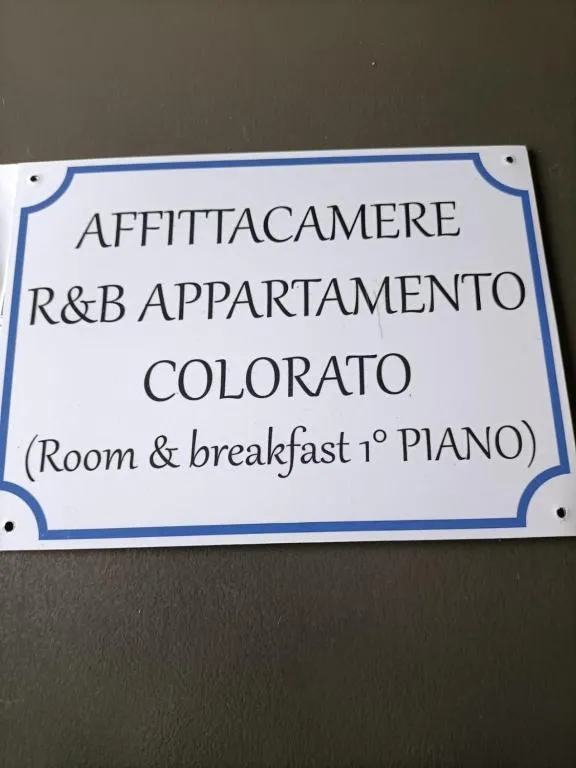 AFFITTACAMERE
R&B APPARTAMENTO
COLORATO
(Room & breakfast 1° PIANO)